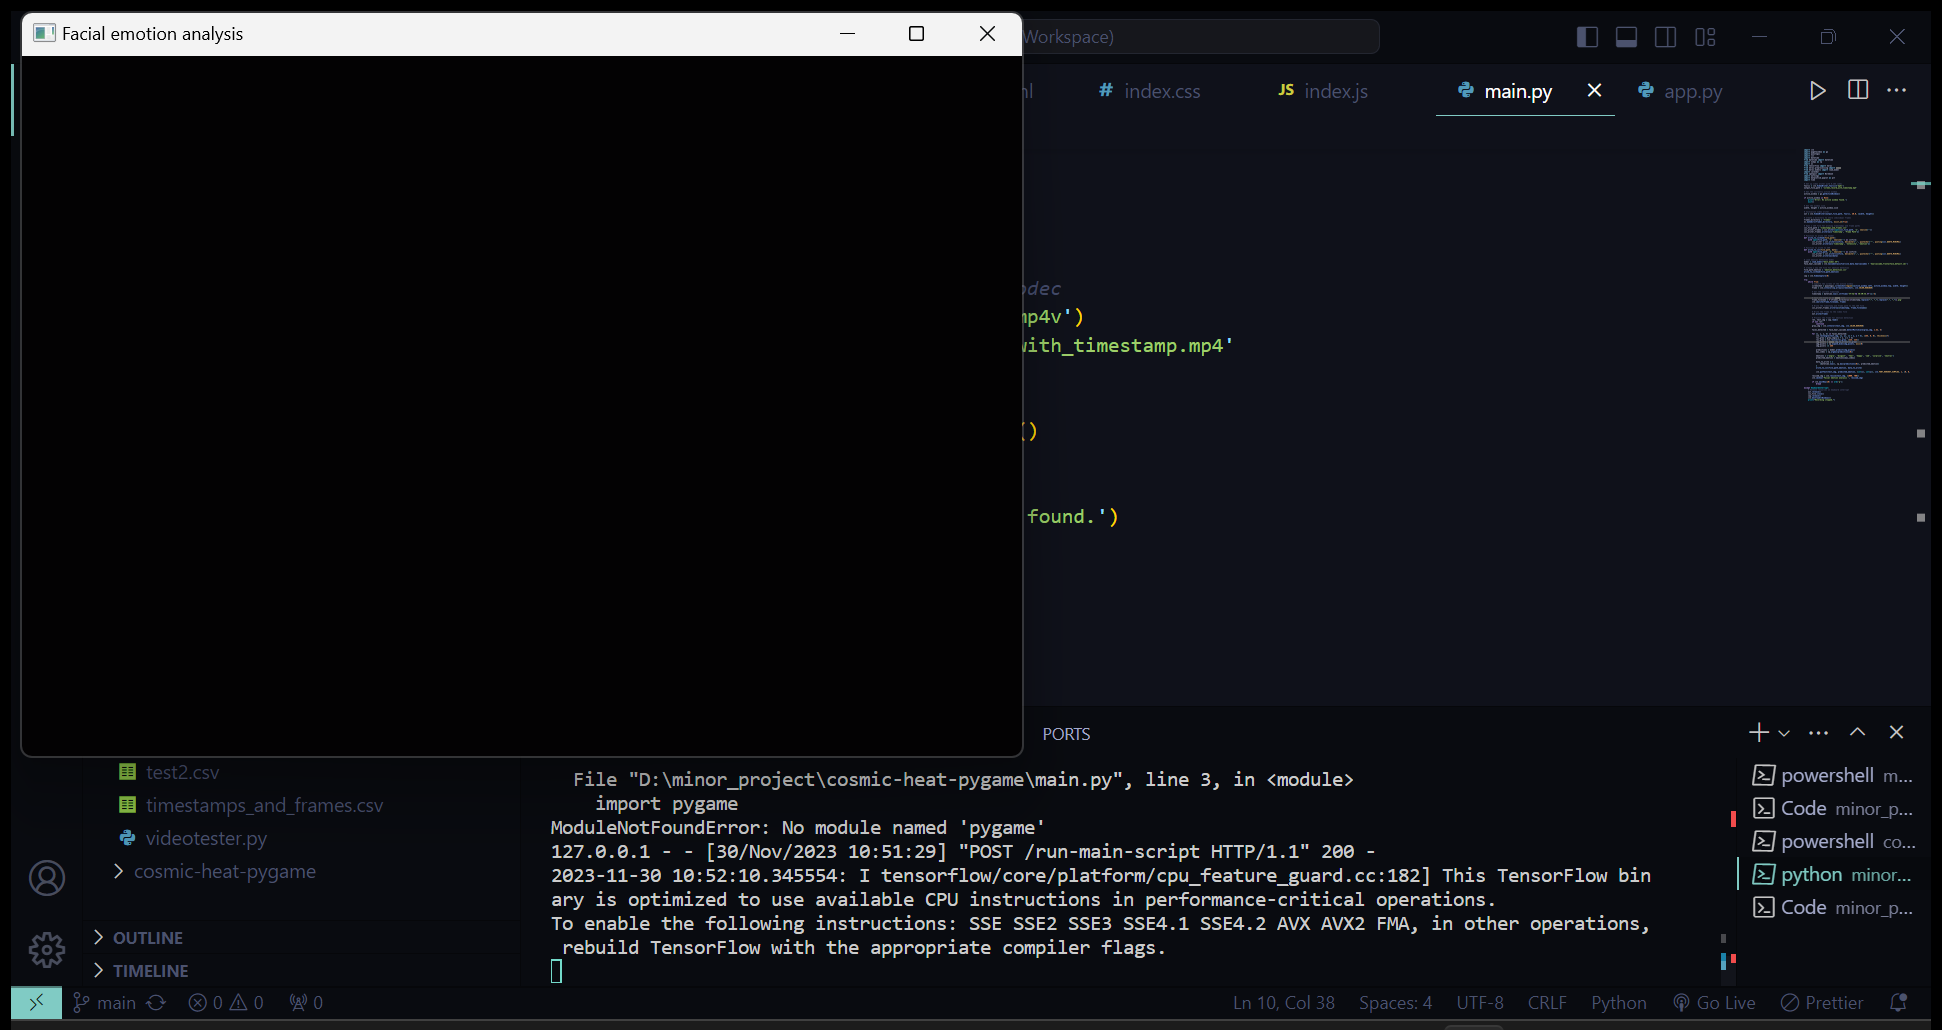 Facial emotion analysis
Workspace)
index.css
JS index.js
main.py
app.py
mp4v')
with_timestamp.mp4'
()
found.')
PORTS
test2.csv
timestamps_and_frames.csv
videotester.py
cosmic-heat-pygame
OUTLINE
TIMELINE
File "D:\minor_project\cosmic-heat-pygame\main.py", line 3, in <module>
import pygame
ModuleNotFoundError: No module named 'pygame'
127.0.0.1 - - [30/Nov/2023 10:51:29] "POST /run-main-script HTTP/1.1" 200 -
2023-11-30 10:52:10.345554: I tensorflow/core/platform/cpu_feature_guard.cc:182] This TensorFlow bin
ary is optimized to use available CPU instructions in performance-critical operations.
To enable the following instructions: SSE SSE2 SSE3 SSE4.1 SSE4.2 AVX AVX2 FMA, in other operations,
rebuild TensorFlow with the appropriate compiler flags.
powershell m...
Code minor_p...
powershell co...
python minor...
Code minor_p...
main
0 0
0
Ln 10, Col 38
Spaces: 4
UTF-8
CRLF
Python
Go Live
Prettier